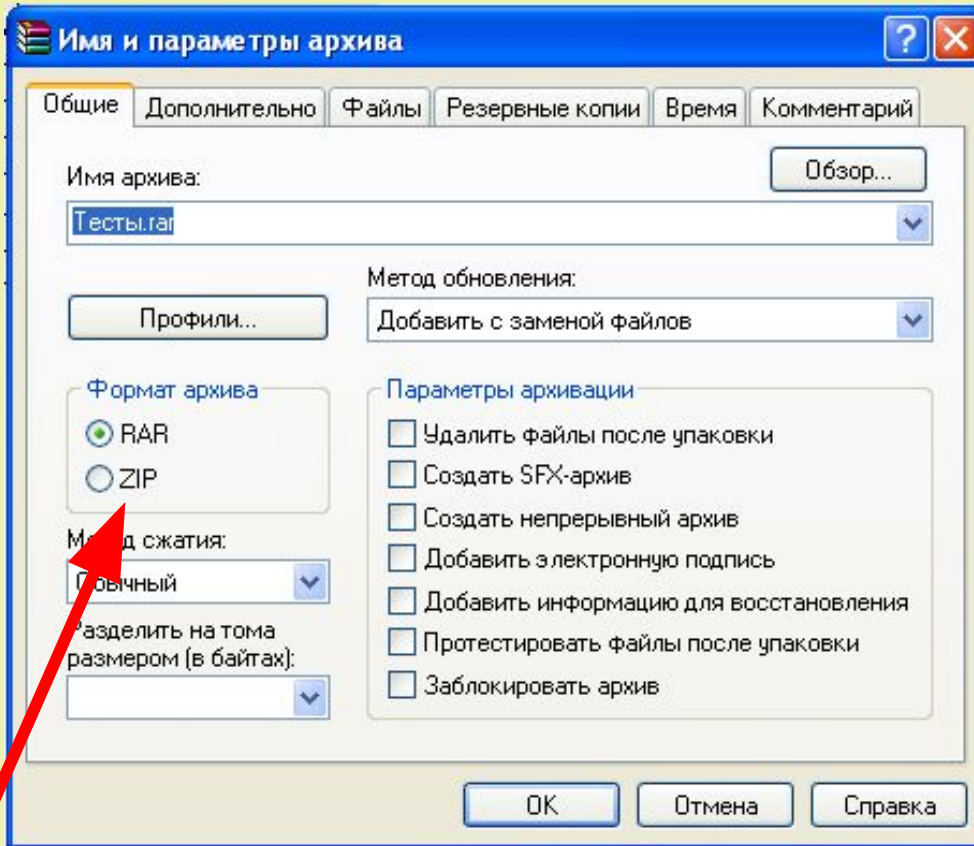 Имя и параметры архива
Общие Дополнительно Файлы Резервные копии Время Комментарий
Имя архива:
Обзор...
Тесты.rar
Метод обновления:
Профили...
Добавить с заменой файлов
Формат архива
RAR
ZIP
Параметры архивации
Удалить файлы после упаковки
Создать SFX-архив
Создать непрерывный архив
Добавить электронную подпись
Добавить информацию для восстановления
Протестировать файлы после упаковки
Заблокировать архив
Метод сжатия:
Обычный
Разделить на тома
размером (в байтах):
ОК Отмена Справка